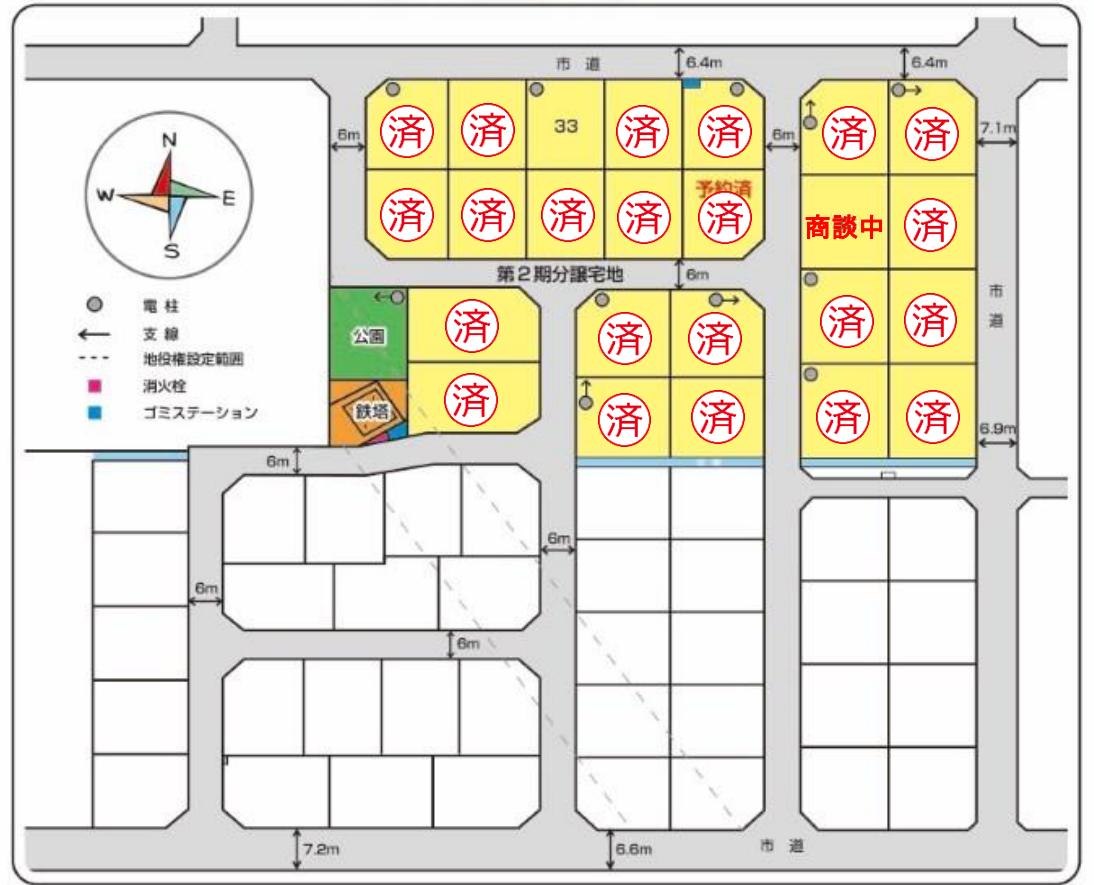 市 道
6.4m
6.4m
済
済
33
済
済
済
済
6m
6m
7.1m
N
W
E
S
済
済
済
済
予約済
済
商談中
済
第2期分譲宅地
6m
市
道
電 柱
支 線
地役権設定範囲
消火栓
ゴミステーション
公園
済
済
済
済
済
済
鉄塔
済
済
済
済
済
6.9m
6m
6m
6m
6m
7.2m
6.6m
市 道